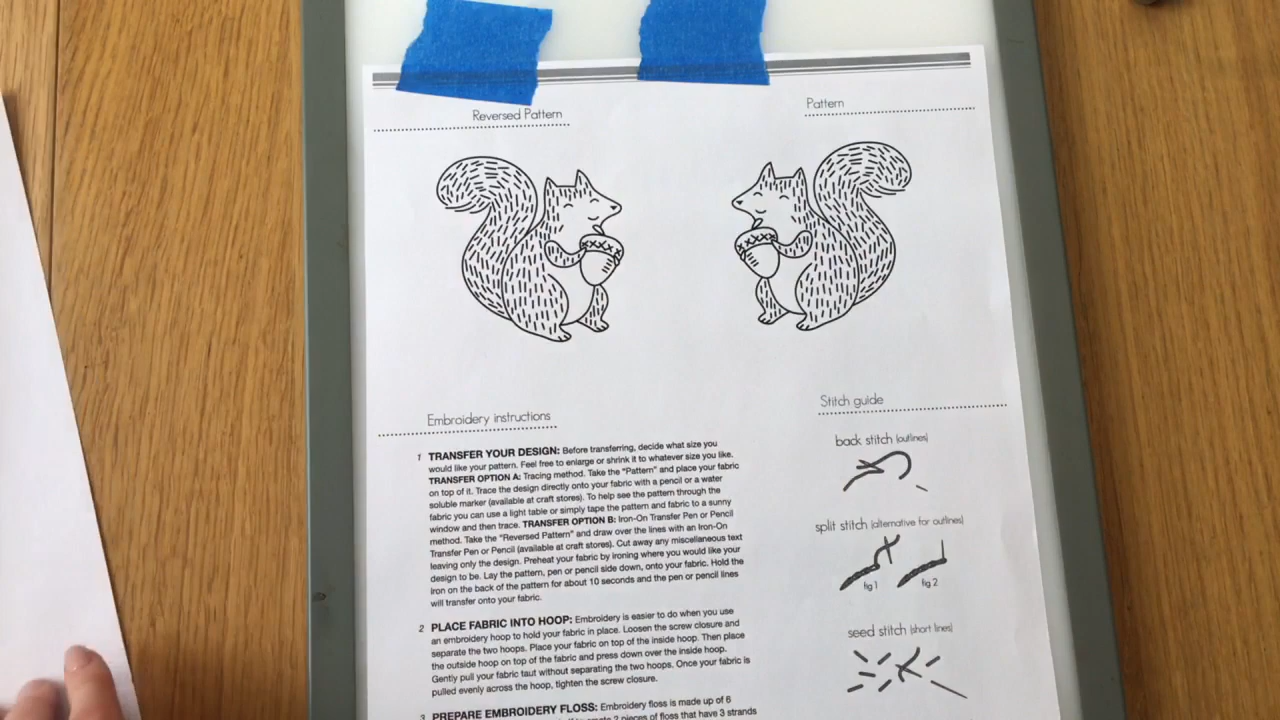 Reversed Pattern
Pattern
Embroidery instructions
1 TRANSFER YOUR DESIGN: Before transferring, decide what size you
would like your pattern. Feel free to enlarge or shrink it to whatever size you like.
TRANSFER OPTION A: Tracing method. Take the "Pattern" and place your fabric
on top of it. Trace the design directly onto your fabric with a pencil or a water
soluble marker (available at craft stores). To help see the pattern through the
fabric you can use a light table or simply tape the pattern and fabric to a sunny
window and then trace. TRANSFER OPTION B: Iron-On Transfer Pen or Pencil
method. Take the "Reversed Pattern" and draw over the lines with an Iron-On
Transfer Pen or Pencil (available at craft stores). Cut away any miscellaneous text
leaving only the design. Preheat your fabric by ironing where you would like your
design to be. Lay the pattern, pen or pencil side down, onto your fabric. Hold the
iron on the back of the pattern for about 10 seconds and the pen or pencil lines
will transfer onto your fabric.
2 PLACE FABRIC INTO HOOP: Embroidery is easier to do when you use
an embroidery hoop to hold your fabric in place. Loosen the screw closure and
separate the two hoops. Place your fabric on top of the inside hoop. Then place
the outside hoop on top of the fabric and press down over the inside hoop.
Gently pull your fabric taut without separating the two hoops. Once your fabric is
pulled evenly across the hoop, tighten the screw closure.
3 PREPARE EMBROIDERY FLOSS: Embroidery floss is made up of 6
2 pieces of floss that have 3 strands
Stitch guide
back stitch (outlines)
split stitch (alternative for outlines)
fig 1 fig 2
seed stitch (short lines)